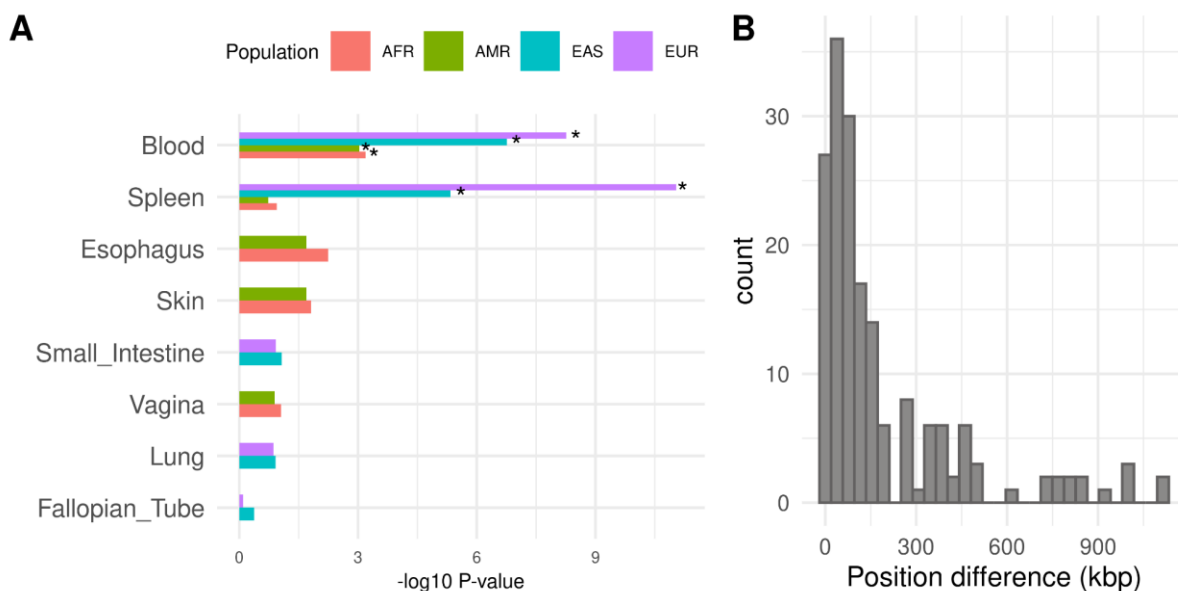 A
Population AFR AMR EAS EUR
Blood
* * * *
Spleen
* *
Esophagus
Skin
Small_Intestine
Vagina
Lung
Fallopian_Tube
0 3 6 9
-log10 P-value
B
count
30
20
10
0
0 300 600 900
Position difference (kbp)